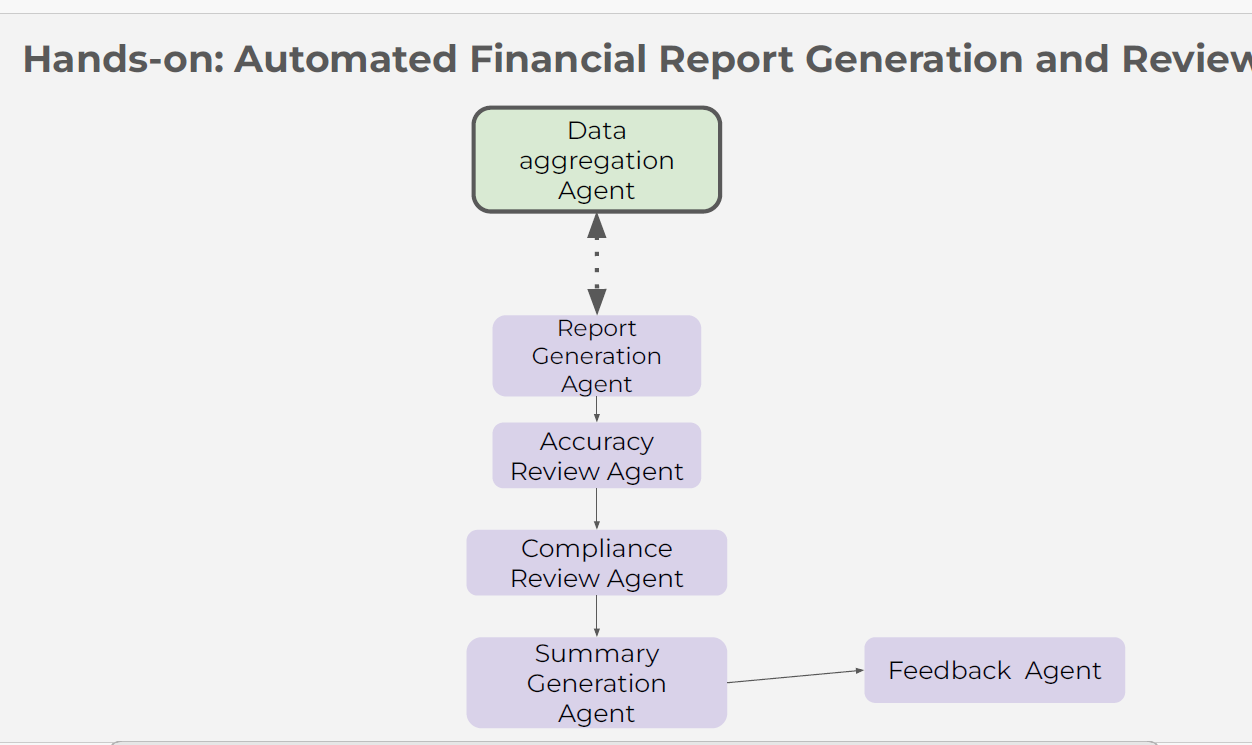 Hands-on: Automated Financial Report Generation and Review
Data
aggregation
Agent
Report
Generation
Agent
Accuracy
Review Agent
Compliance
Review Agent
Summary
Generation
Agent
Feedback Agent